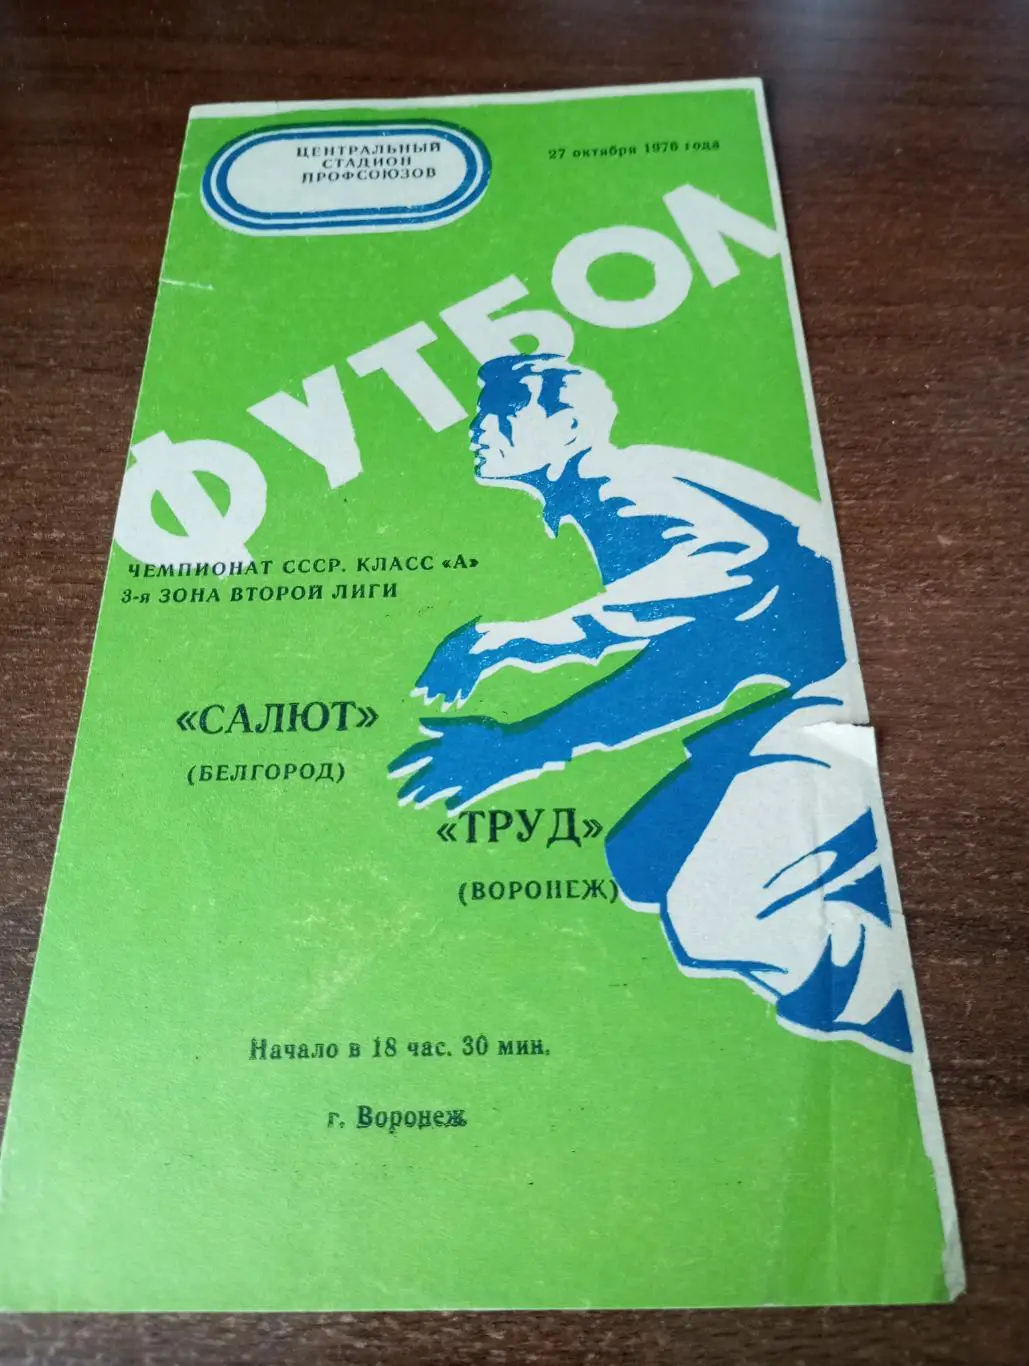 ЦЕНТРАЛЬНЫЙ
СТАДИОН
ПРОФСОЮЗОВ
27 октября 1976 года
ФУТБОЛ
ЧЕМПИОНАТ СССР. КЛАСС «А»
3-я ЗОНА ВТОРОЙ ЛИГИ
«САЛЮТ»
(БЕЛГОРОД)
«ТРУД»
(ВОРОНЕЖ)
Начало в 18 час. 30 мин.
г. Воронеж